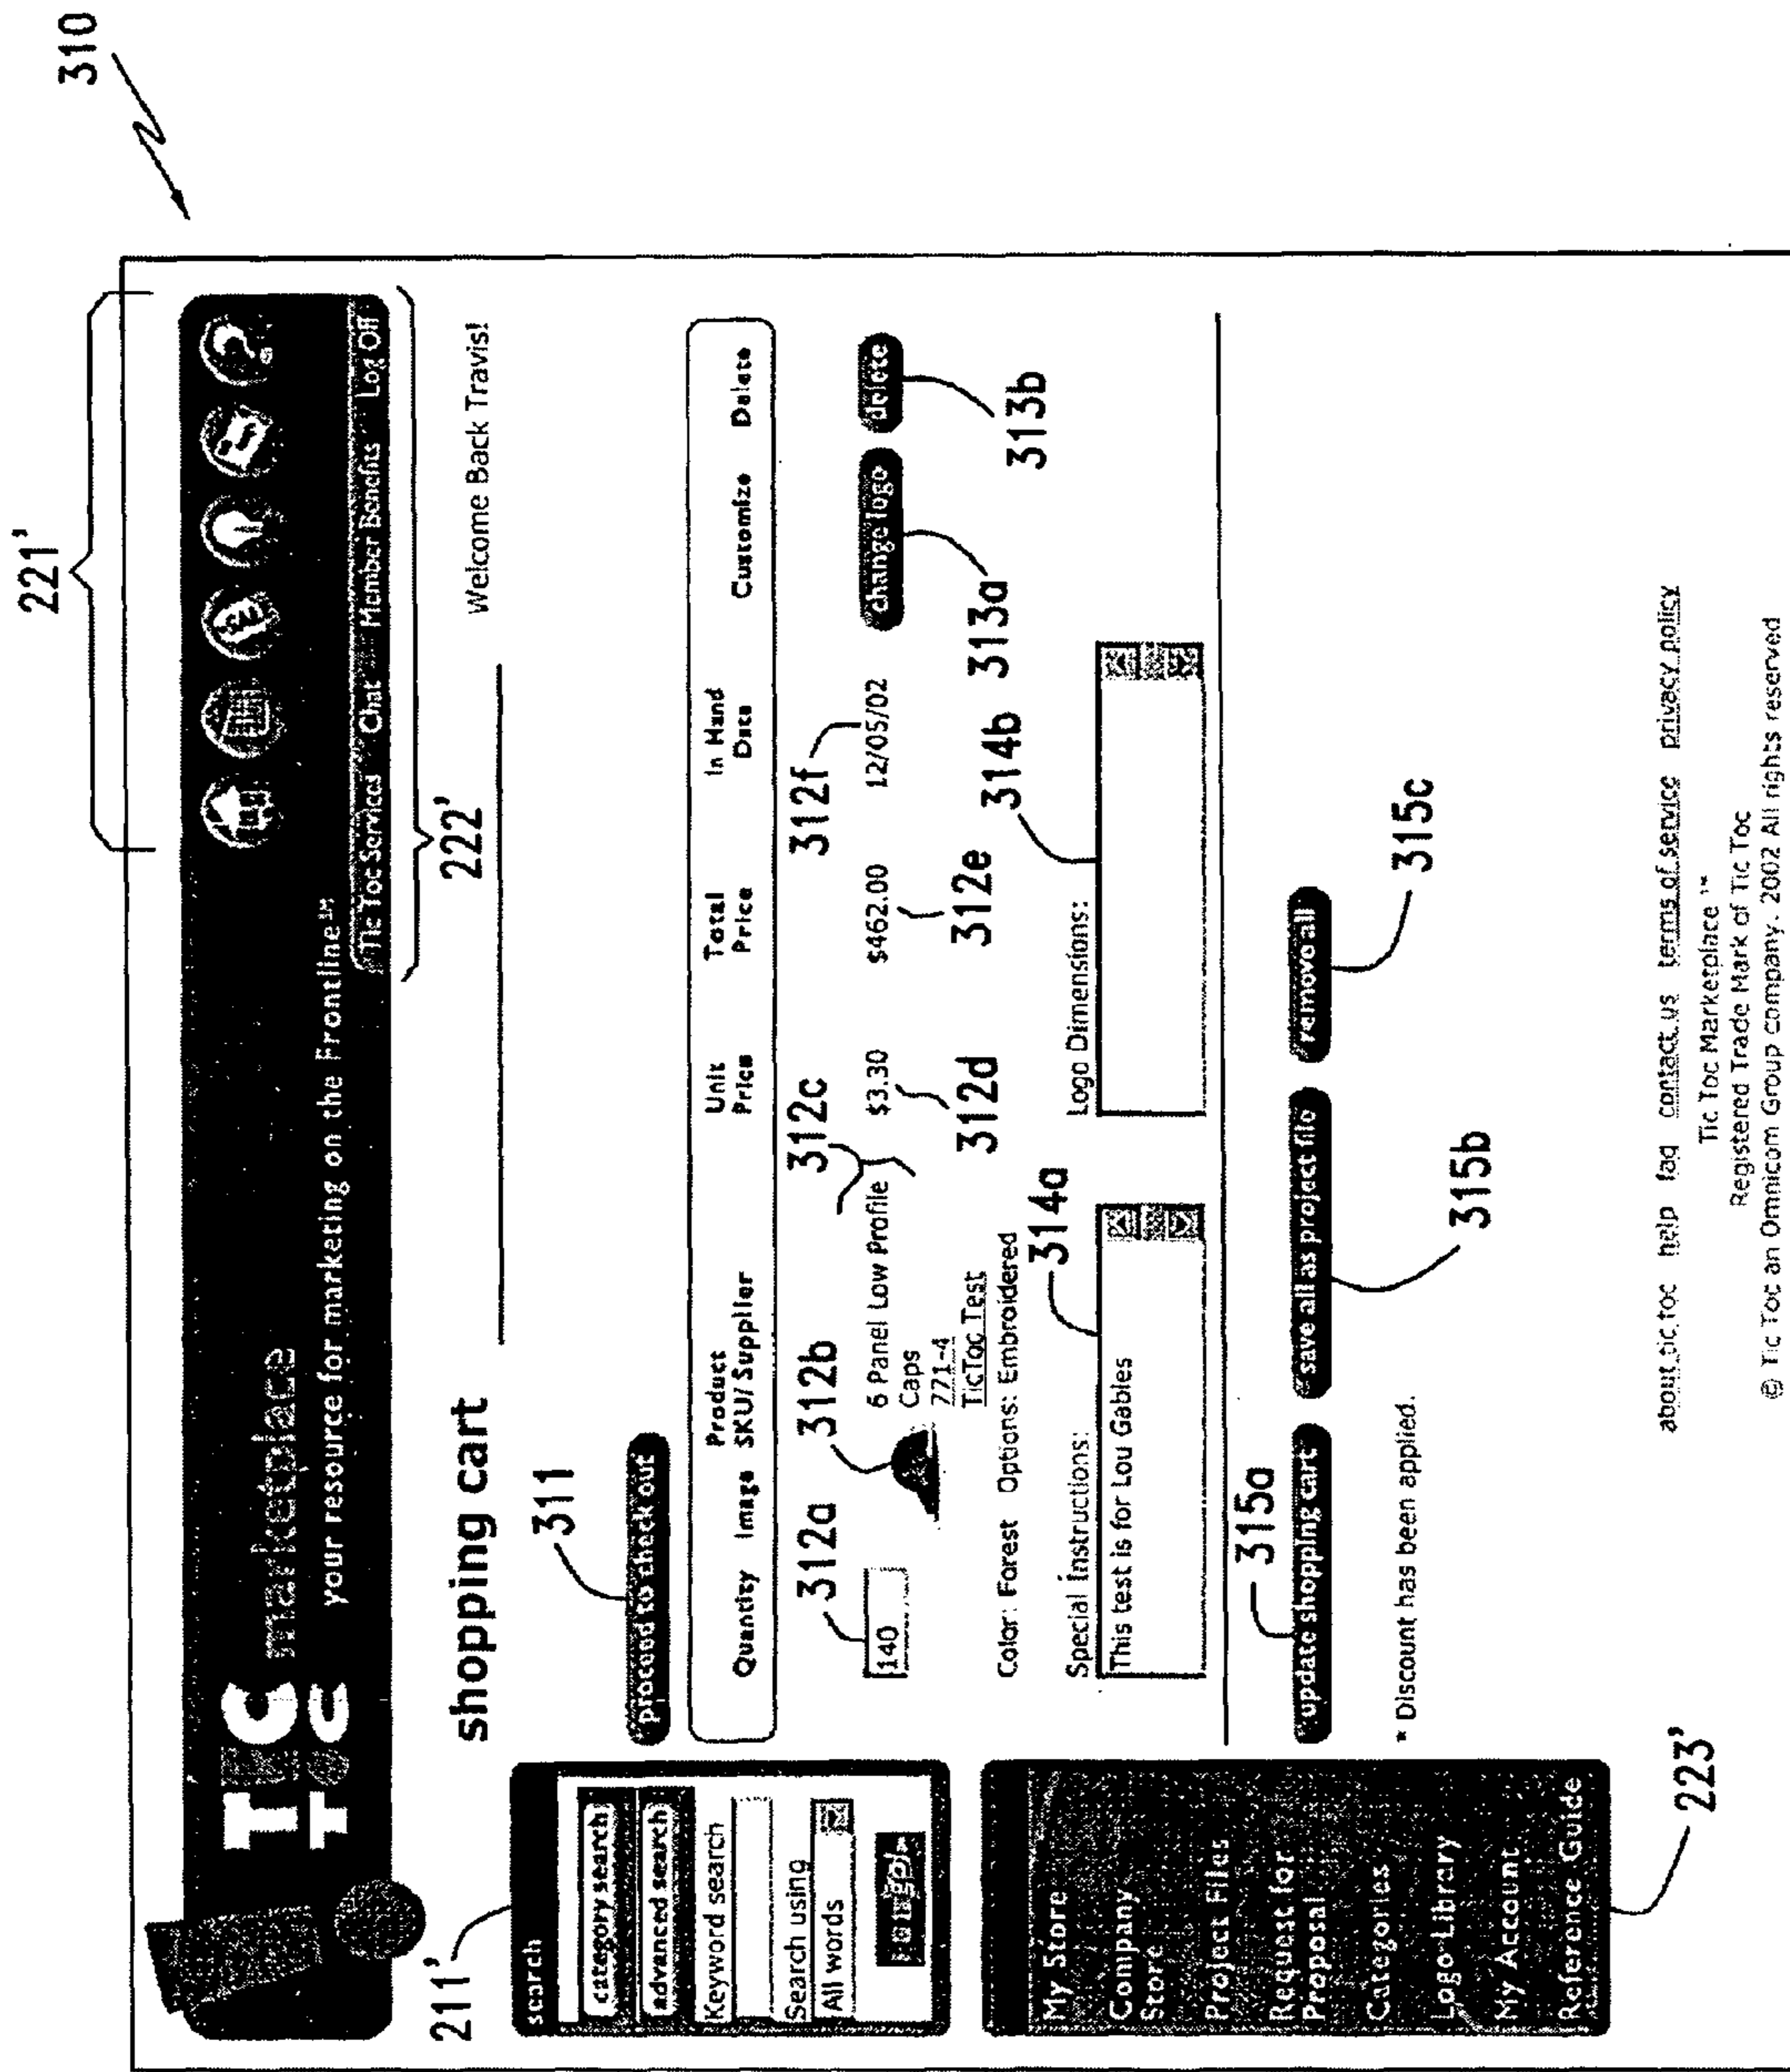 310
221'
TIC marketplace
TOC your resource for marketing on the Frontline™
Tic Toc Services Chat Member Benefits Log Off
222'
211'
shopping cart
Welcome Back Travis!
search
category search
advanced search
Keyword search
Search using
All words
311
proceed to check out
Quantity Image Product SKU/Supplier Unit Price Total Price In Hand Date Customize Delete
312a 312b 312c 312f
140
6 Panel Low Profile Caps
771-4
TicToc Test
$3.30 $462.00 12/05/02 change logo delete
312d 312e 313a 313b
Color: Forest Options: Embroidered
314a 314b
Special Instructions: Logo Dimensions:
This test is for Lou Gables
315a
update shopping cart save all as project file remove all
315b 315c
* Discount has been applied.
My Store
Company
Store
Project Files
Request for
Proposal
Categories
Logo Library
My Account
Reference Guide
223'
about tic toc help faq contact us terms of service privacy policy
Tic Toc Marketplace ™
Registered Trade Mark of Tic Toc
© Tic Toc an Omnicom Group company. 2002 All rights reserved